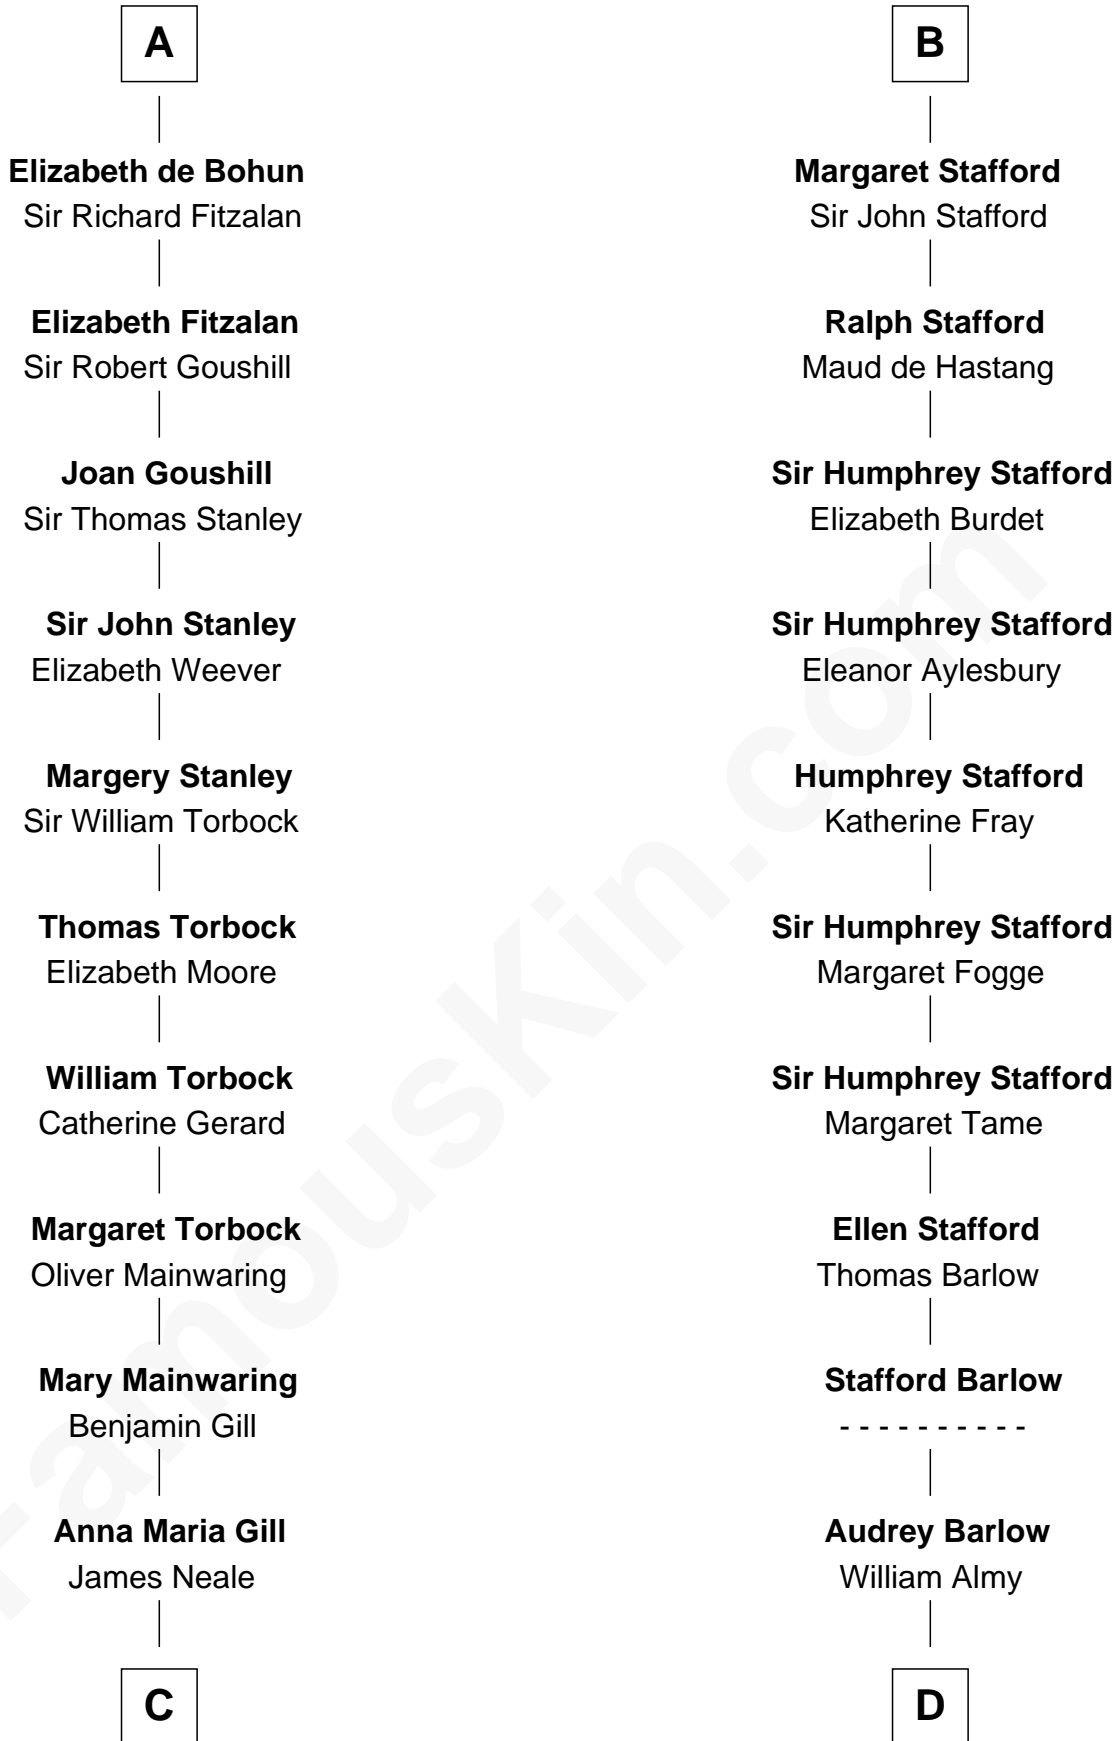 A
Elizabeth de Bohun
Sir Richard Fitzalan
Elizabeth Fitzalan
Sir Robert Goushill
Joan Goushill
Sir Thomas Stanley
Sir John Stanley
Elizabeth Weever
Margery Stanley
Sir William Torbock
Thomas Torbock
Elizabeth Moore
William Torbock
Catherine Gerard
Margaret Torbock
Oliver Mainwaring
Mary Mainwaring
Benjamin Gill
Anna Maria Gill
James Neale
C
B
Margaret Stafford
Sir John Stafford
Ralph Stafford
Maud de Hastang
Sir Humphrey Stafford
Elizabeth Burdet
Sir Humphrey Stafford
Eleanor Aylesbury
Humphrey Stafford
Katherine Fray
Sir Humphrey Stafford
Margaret Fogge
Sir Humphrey Stafford
Margaret Tame
Ellen Stafford
Thomas Barlow
Stafford Barlow
- - - - - - - - - -
Audrey Barlow
William Almy
D
FamousKin.com